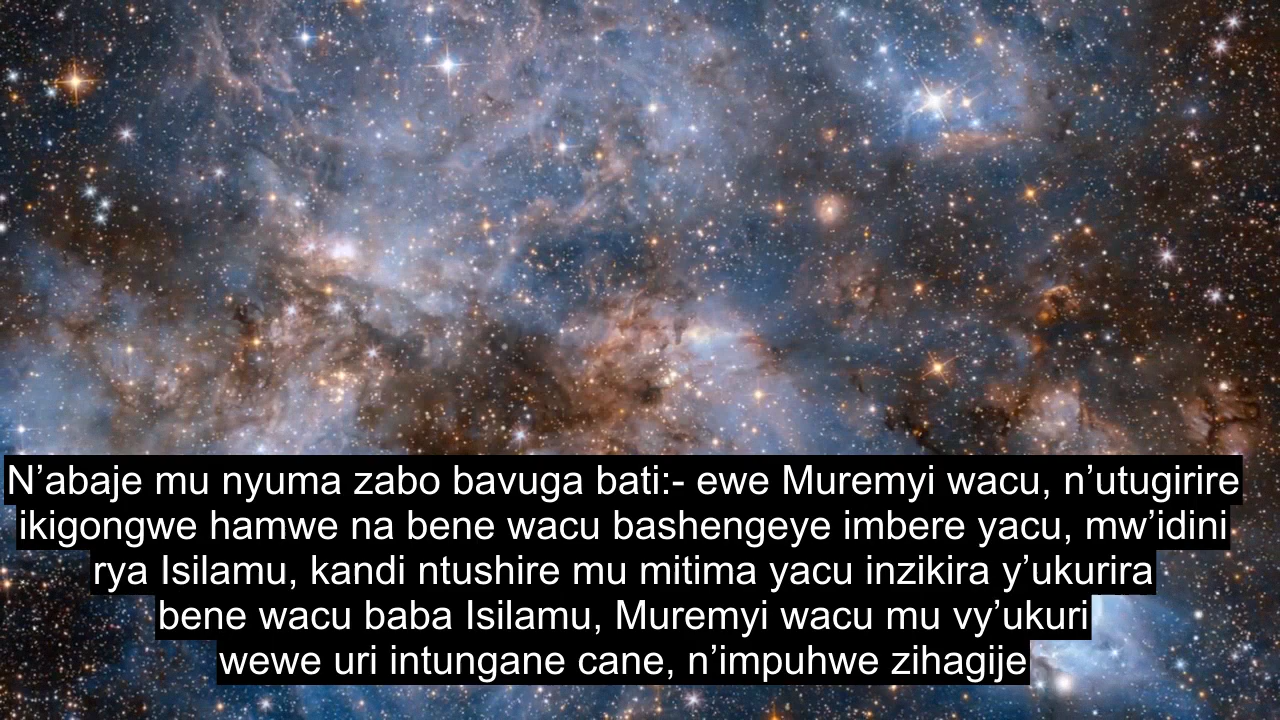 N’abaje mu nyuma zabo bavuga bati:- ewe Muremyi wacu, n’utugirire
ikigongwe hamwe na bene wacu bashengeye imbere yacu, mw’idini
rya Isilamu, kandi ntushire mu mitima yacu inzikira y’ukurira
bene wacu baba Isilamu, Muremyi wacu mu vy’ukuri
wewe uri intungane cane, n’impuhwe zihagije